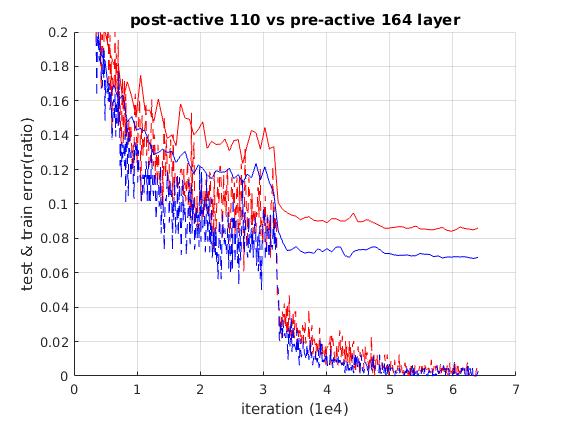 post-active 110 vs pre-active 164 layer
test & train error(ratio)
0.2
0.18
0.16
0.14
0.12
0.1
0.08
0.06
0.04
0.02
0
0 1 2 3 4 5 6 7
iteration (1e4)